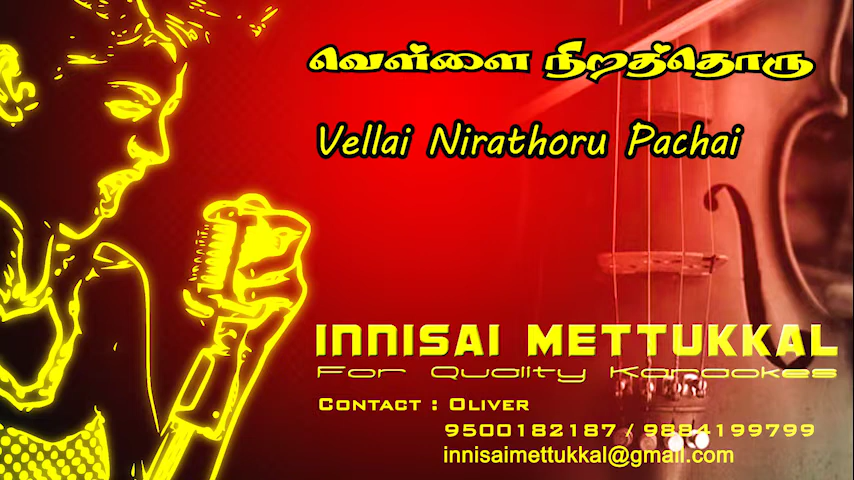 வெள்ளை நிறத்தொரு
Vellai Nirathoru Pachai
INNISAI METTUKKAL
For Quality Karaokes
Contact : Oliver
9500182187 / 9884199799
innisaimettukkal@gmail.com